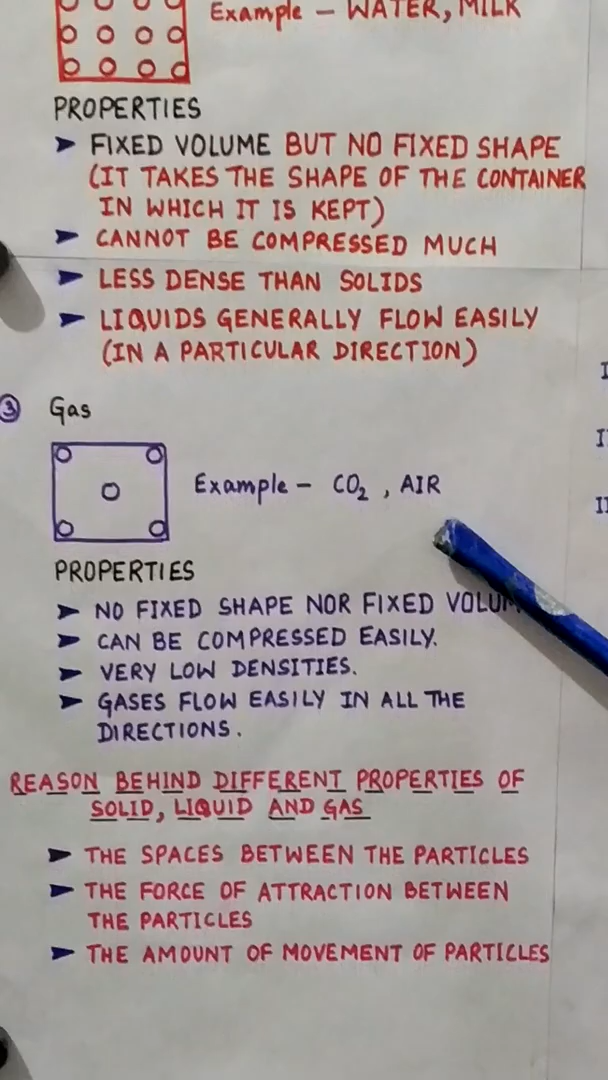 Example – WATER, MILK
PROPERTIES
➤ FIXED VOLUME BUT NO FIXED SHAPE
(IT TAKES THE SHAPE OF THE CONTAINER
IN WHICH IT IS KEPT)
➤ CANNOT BE COMPRESSED MUCH
➤ LESS DENSE THAN SOLIDS
➤ LIQUIDS GENERALLY FLOW EASILY
(IN A PARTICULAR DIRECTION)
③ Gas
Example – CO₂ , AIR
PROPERTIES
➤ NO FIXED SHAPE NOR FIXED VOLUM
➤ CAN BE COMPRESSED EASILY.
➤ VERY LOW DENSITIES.
➤ GASES FLOW EASILY IN ALL THE
DIRECTIONS.
REASON BEHIND DIFFERENT PROPERTIES OF
SOLID, LIQUID AND GAS
➤ THE SPACES BETWEEN THE PARTICLES
➤ THE FORCE OF ATTRACTION BETWEEN
THE PARTICLES
➤ THE AMOUNT OF MOVEMENT OF PARTICLES